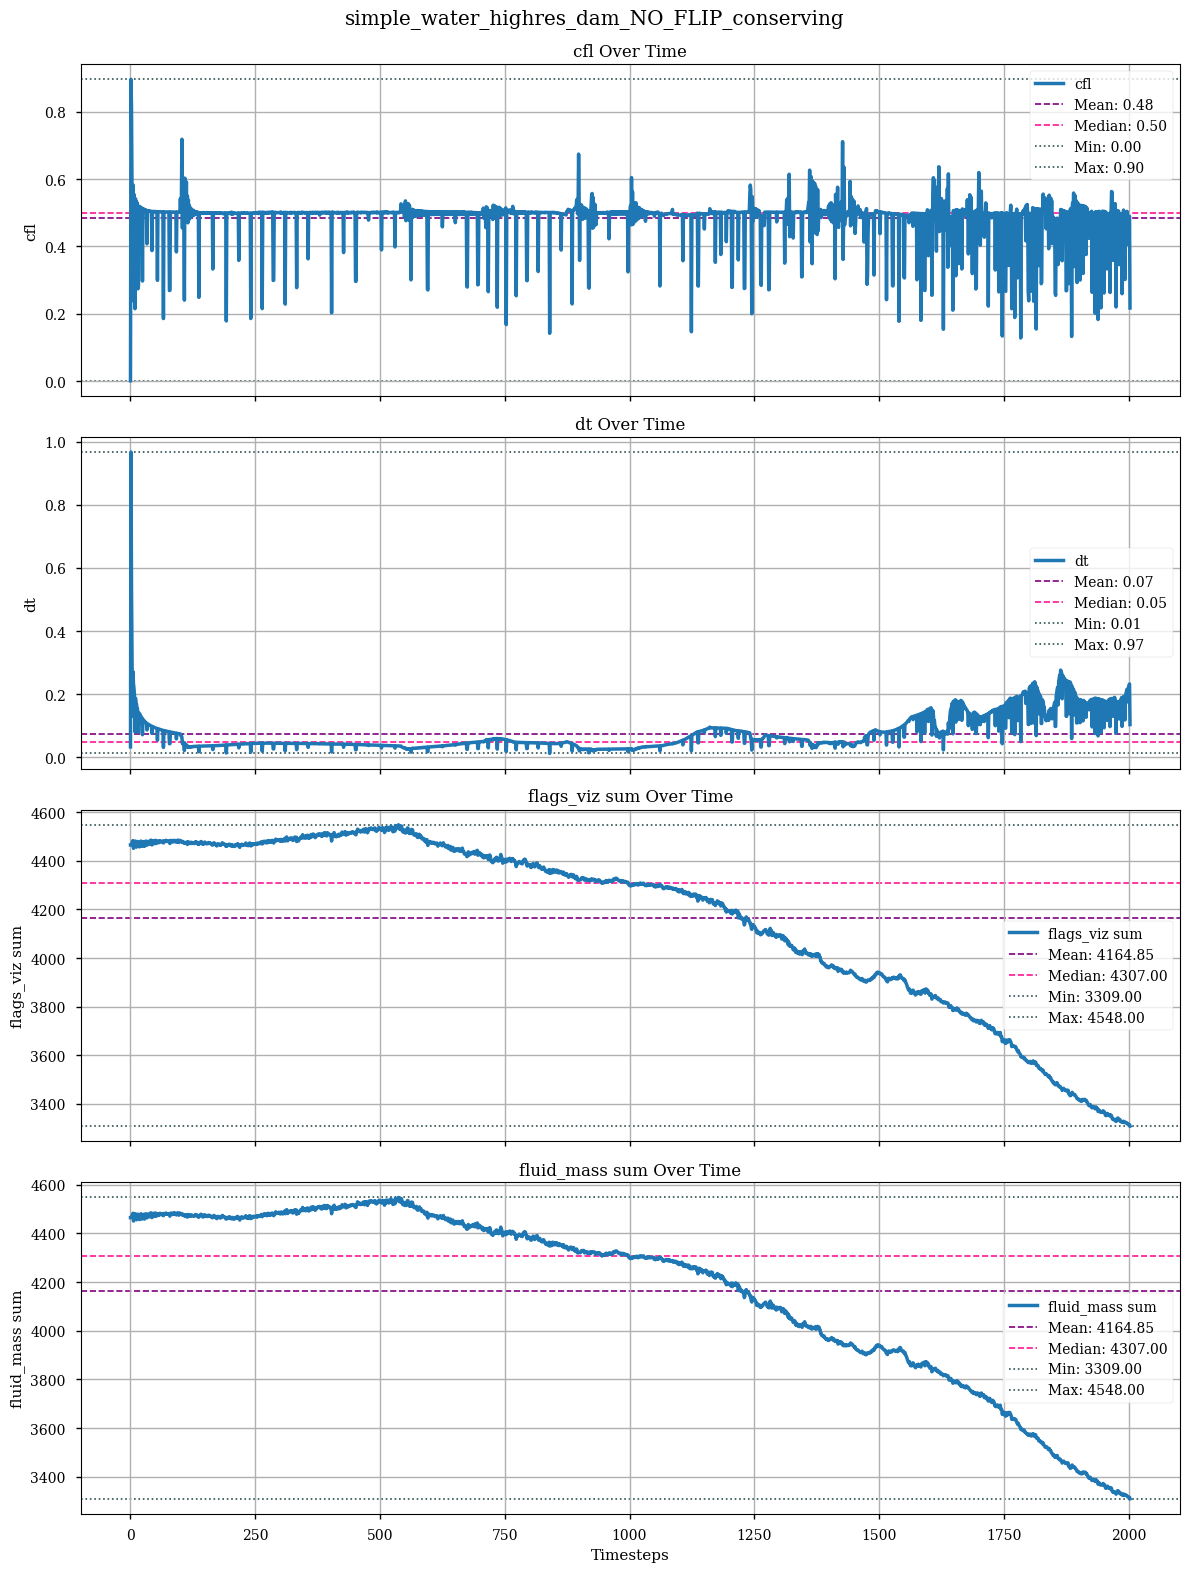 simple_water_highres_dam_NO_FLIP_conserving
cfl Over Time
cfl
0.8
0.6
0.4
0.2
0.0
cfl
Mean: 0.48
Median: 0.50
Min: 0.00
Max: 0.90
dt Over Time
dt
1.0
0.8
0.6
0.4
0.2
0.0
dt
Mean: 0.07
Median: 0.05
Min: 0.01
Max: 0.97
flags_viz sum Over Time
flags_viz sum
4600
4400
4200
4000
3800
3600
3400
flags_viz sum
Mean: 4164.85
Median: 4307.00
Min: 3309.00
Max: 4548.00
fluid_mass sum Over Time
fluid_mass sum
4600
4400
4200
4000
3800
3600
3400
fluid_mass sum
Mean: 4164.85
Median: 4307.00
Min: 3309.00
Max: 4548.00
0 250 500 750 1000 1250 1500 1750 2000
Timesteps